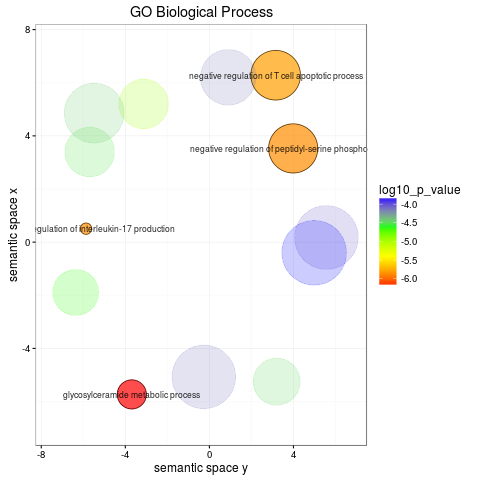 GO Biological Process
8
negative regulation of T cell apoptotic process
4
negative regulation of peptidyl-serine phospho
egulation of interleukin-17 production
0
-4
glycosylceramide metabolic process
-8
-4
0
4
semantic space y
semantic space x
log10_p_value
-4.0
-4.5
-5.0
-5.5
-6.0